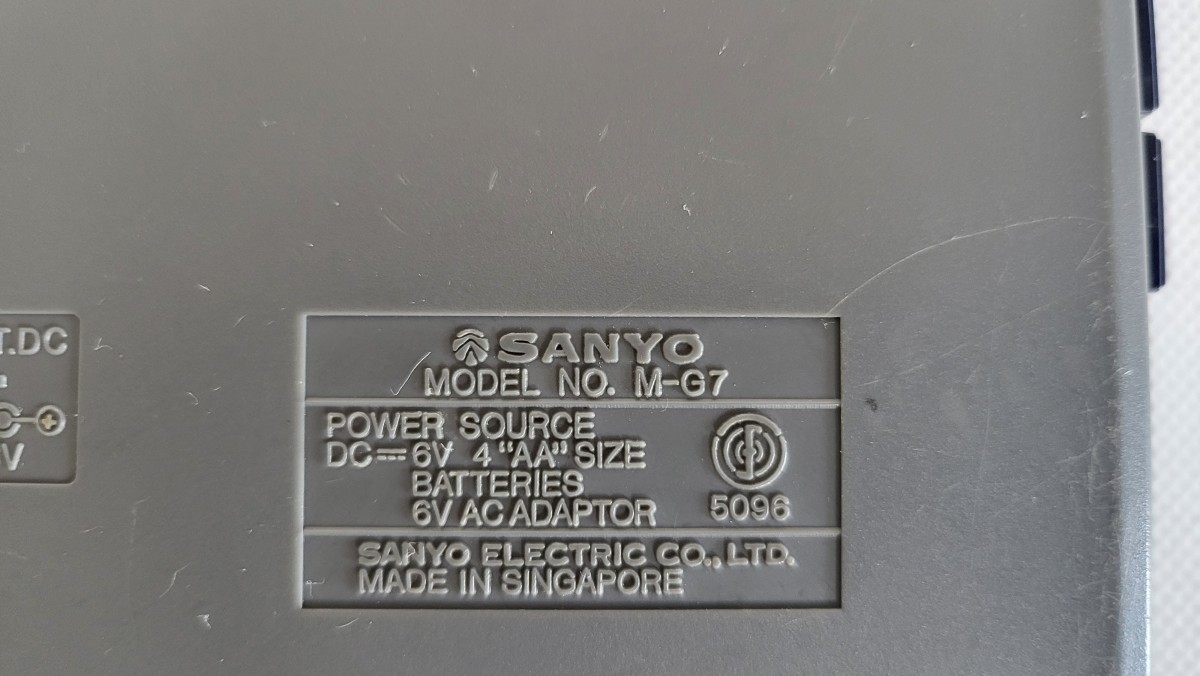 T.DC
V
SANYO
MODEL NO. M-G7
POWER SOURCE
DC⎓6V 4 "AA" SIZE
BATTERIES
6V AC ADAPTOR
5096
SANYO ELECTRIC CO., LTD.
MADE IN SINGAPORE